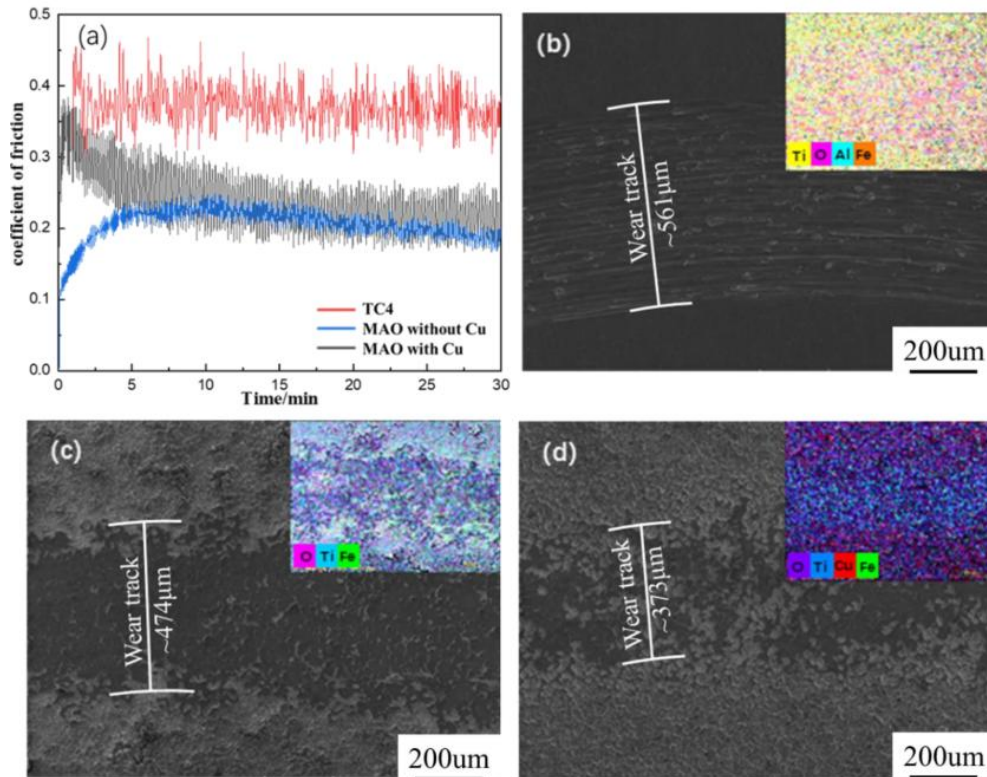 (a)
0.5
0.4
0.3
0.2
0.1
0.0
coefficient of friction
TC4
MAO without Cu
MAO with Cu
0 5 10 15 20 25 30
Time/min
(b)
Ti O Al Fe
Wear track
~561μm
200um
(c)
O Ti Fe
Wear track
~474μm
200um
(d)
O Ti Cu Fe
Wear track
~373μm
200um